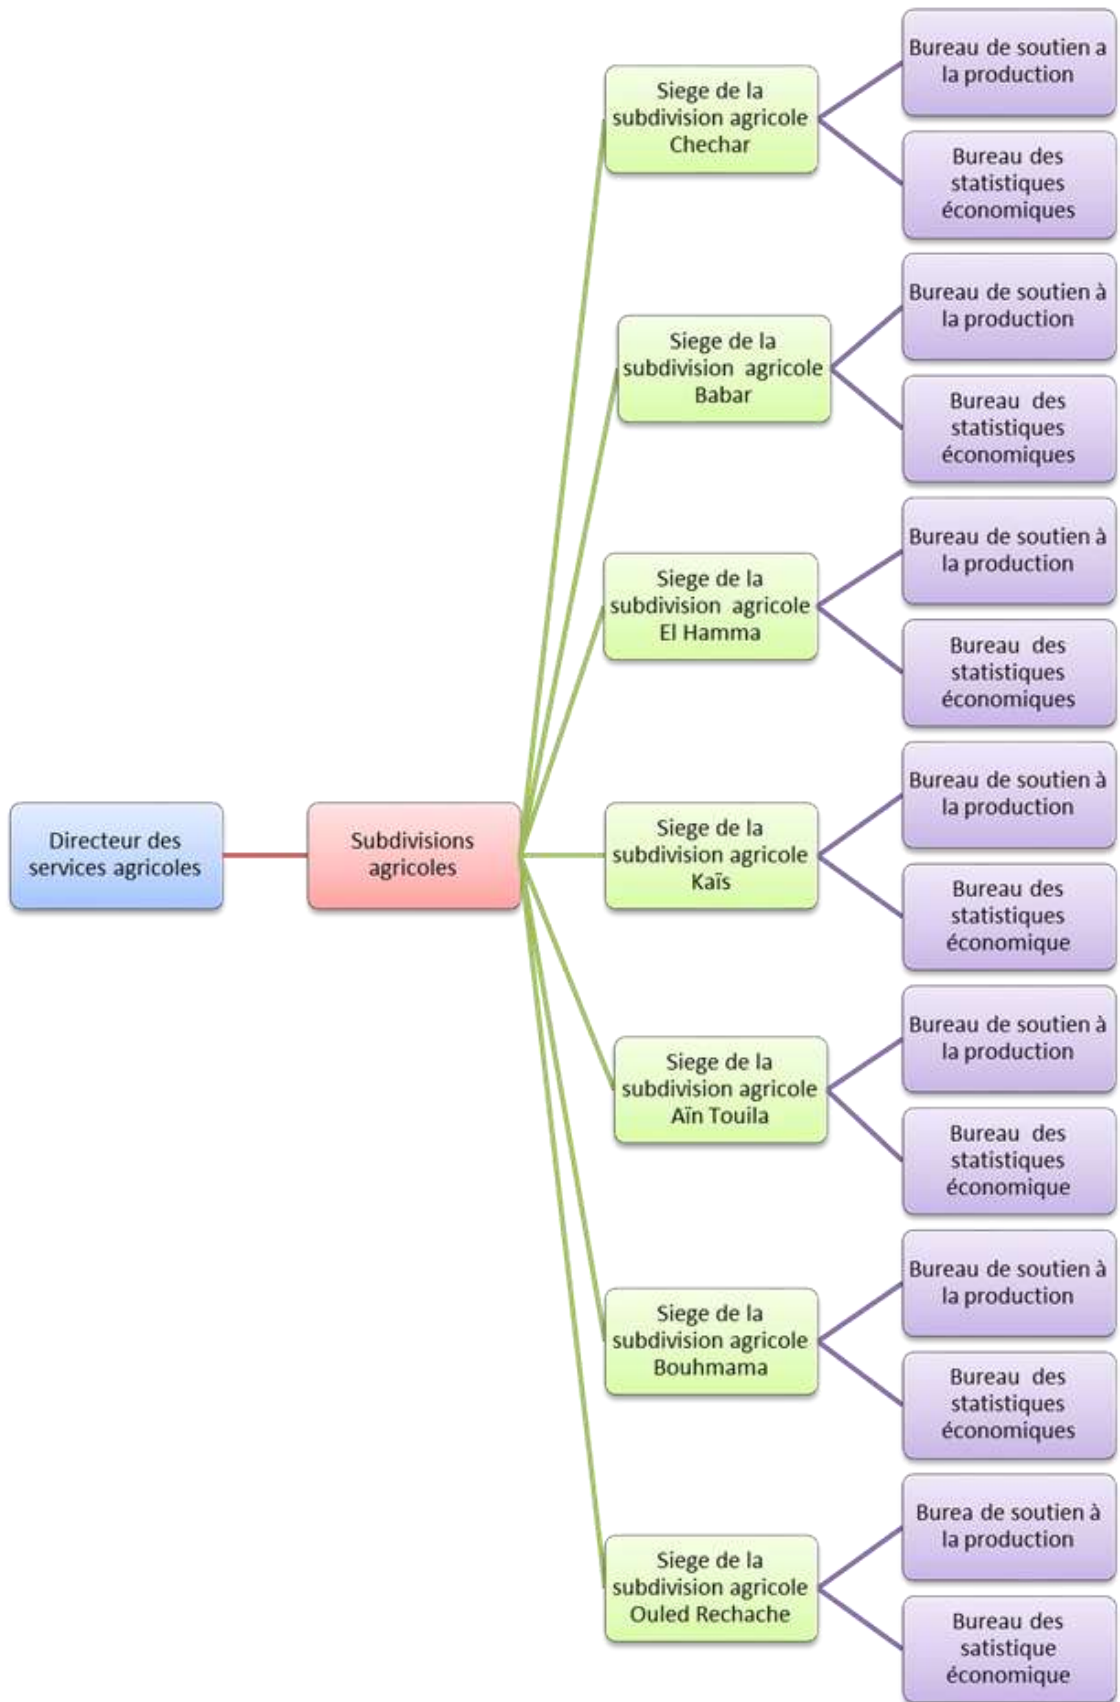 Directeur des
services agricoles
Subdivisions
agricoles
Siege de la
subdivision agricole
Chechar
Bureau de soutien a
la production
Bureau des
statistiques
économiques
Siege de la
subdivision agricole
Babar
Bureau de soutien à
la production
Bureau des
statistiques
économiques
Siege de la
subdivision agricole
El Hamma
Bureau de soutien à
la production
Bureau des
statistiques
économiques
Siege de la
subdivision agricole
Kaïs
Bureau de soutien à
la production
Bureau des
statistiques
économique
Siege de la
subdivision agricole
Aïn Touila
Bureau de soutien à
la production
Bureau des
statistiques
économique
Siege de la
subdivision agricole
Bouhmama
Bureau de soutien à
la production
Bureau des
statistiques
économiques
Siege de la
subdivision agricole
Ouled Rechache
Burea de soutien à
la production
Bureau des
satistique
économique